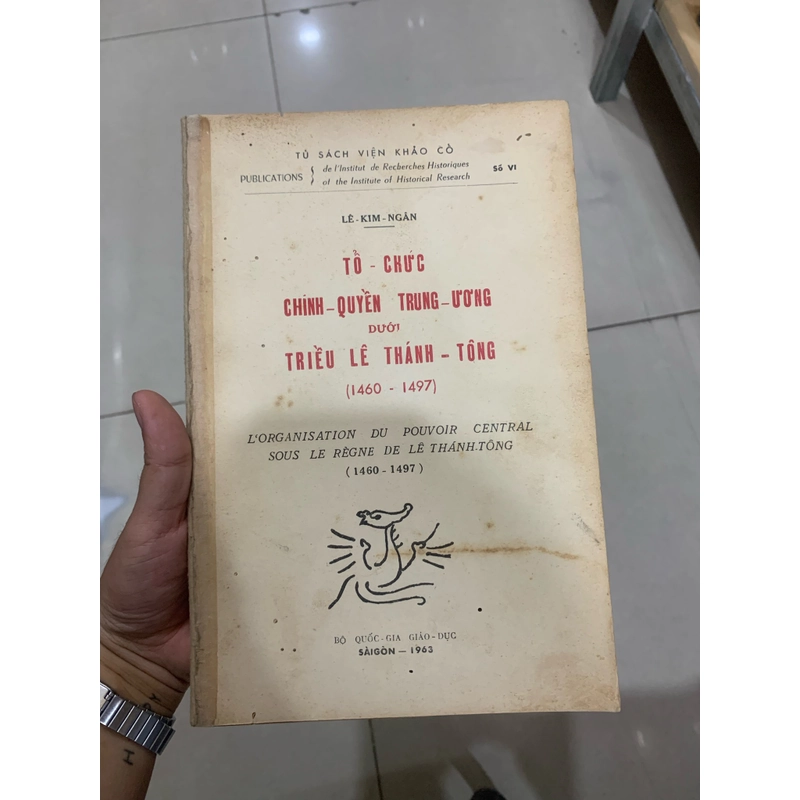 TỦ SÁCH VIỆN KHẢO CỔ
PUBLICATIONS de l'Institut de Recherches Historiques Số VI
of the Institute of Historical Research
LÊ-KIM-NGÂN
TỔ-CHỨC
CHÍNH-QUYỀN TRUNG-ƯƠNG
DƯỚI
TRIỀU LÊ THÁNH-TÔNG
(1460 - 1497)
L'ORGANISATION DU POUVOIR CENTRAL
SOUS LE RÈGNE DE LÊ THÁNH-TÔNG
(1460 - 1497)
BỘ QUỐC-GIA GIÁO-DỤC
SÀIGÒN — 1963